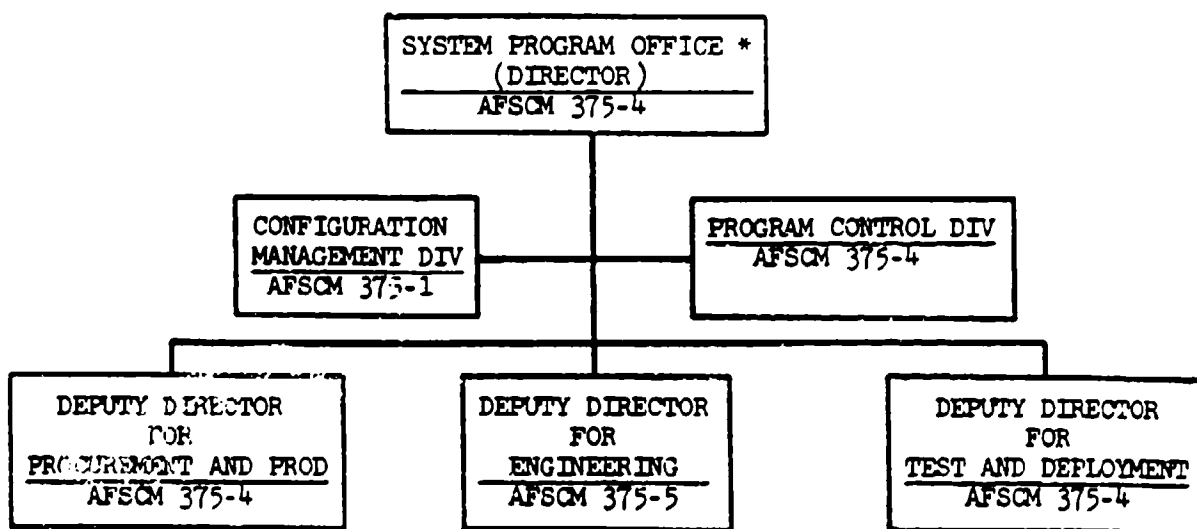 SYSTEM PROGRAM OFFICE *
(DIRECTOR)
AFSCM 375-4
CONFIGURATION
MANAGEMENT DIV
AFSCM 375-1
PROGRAM CONTROL DIV
AFSCM 375-4
DEPUTY DIRECTOR
FOR
PROCUREMENT AND PROD
AFSCM 375-4
DEPUTY DIRECTOR
FOR
ENGINEERING
AFSCM 375-5
DEPUTY DIRECTOR
FOR
TEST AND DEPLOYMENT
AFSCM 375-4